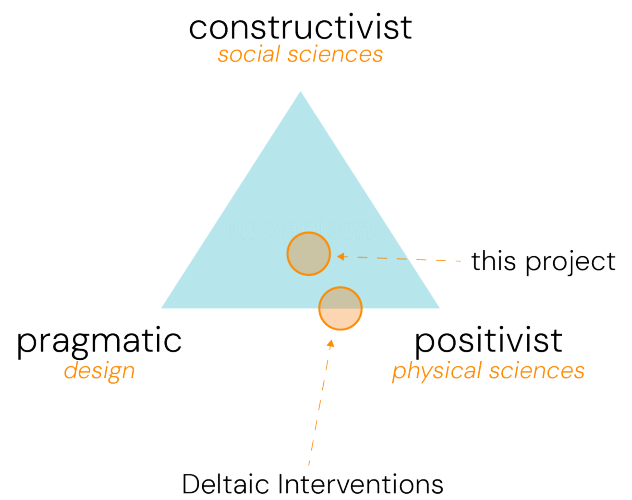 constructivist
social sciences
this project
pragmatic
design
positivist
physical sciences
Deltaic Interventions